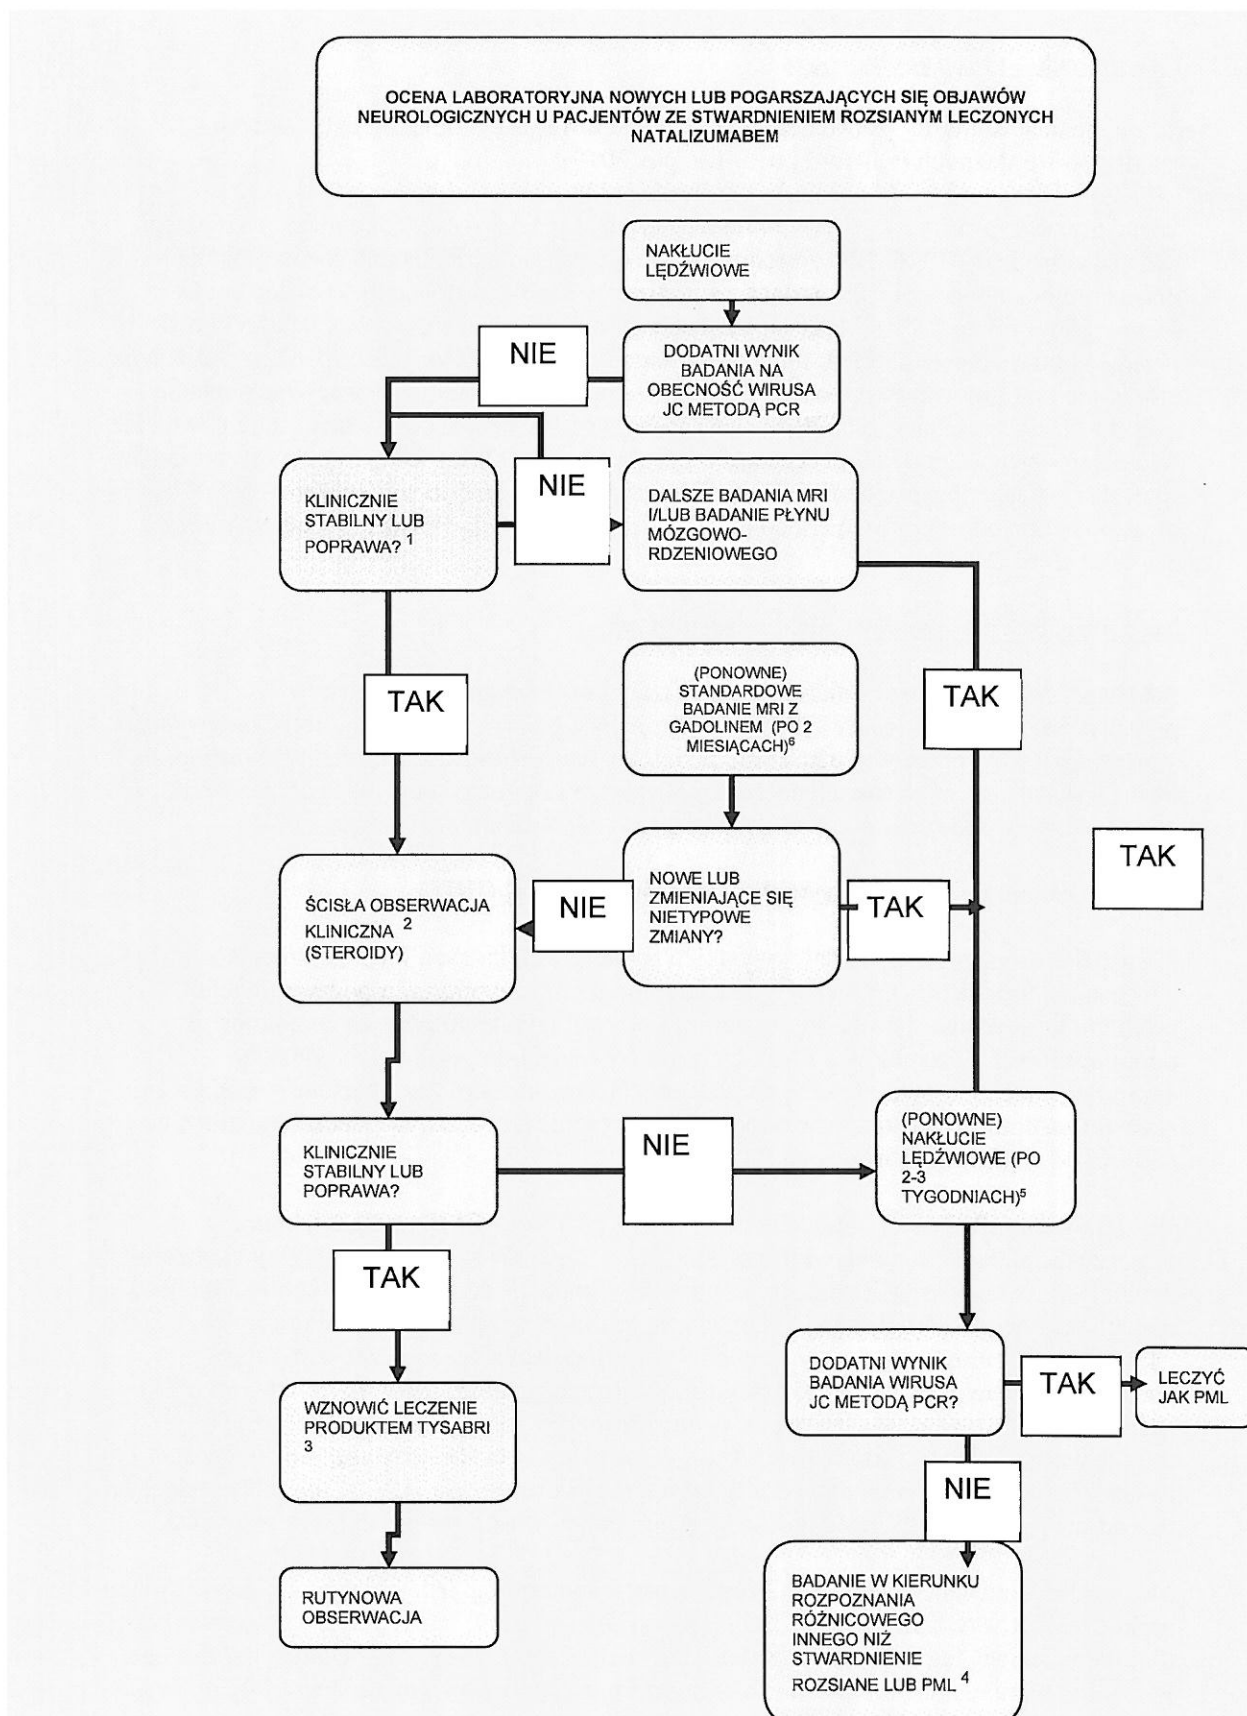 OCENA LABORATORYJNA NOWYCH LUB POGARSZAJĄCYCH SIĘ OBJAWÓW
NEUROLOGICZNYCH U PACJENTÓW ZE STWARDNIENIEM ROZSIANYM LECZONYCH
NATALIZUMABEM
NAKŁUCIE
LĘDŹWIOWE
NIE
DODATNI WYNIK
BADANIA NA
OBECNOŚĆ WIRUSA
JC METODĄ PCR
KLINICZNIE
STABILNY LUB
POPRAWA? 1
NIE
DALSZE BADANIA MRI
I/LUB BADANIE PŁYNU
MÓZGOWO-
RDZENIOWEGO
TAK
(PONOWNE)
STANDARDOWE
BADANIE MRI Z
GADOLINEM (PO 2
MIESIĄCACH)6
TAK
TAK
ŚCISŁA OBSERWACJA
KLINICZNA 2
(STEROIDY)
NIE
NOWE LUB
ZMIENIAJĄCE SIĘ
NIETYPOWE
ZMIANY?
TAK
KLINICZNIE
STABILNY LUB
POPRAWA?
NIE
(PONOWNE)
NAKŁUCIE
LĘDŹWIOWE (PO
2-3
TYGODNIACH)5
TAK
WZNOWIĆ LECZENIE
PRODUKTEM TYSABRI
3
DODATNI WYNIK
BADANIA WIRUSA
JC METODĄ PCR?
TAK
LECZYĆ
JAK PML
NIE
RUTYNOWA
OBSERWACJA
BADANIE W KIERUNKU
ROZPOZNANIA
RÓŻNICOWEGO
INNEGO NIŻ
STWARDNIENIE
ROZSIANE LUB PML 4